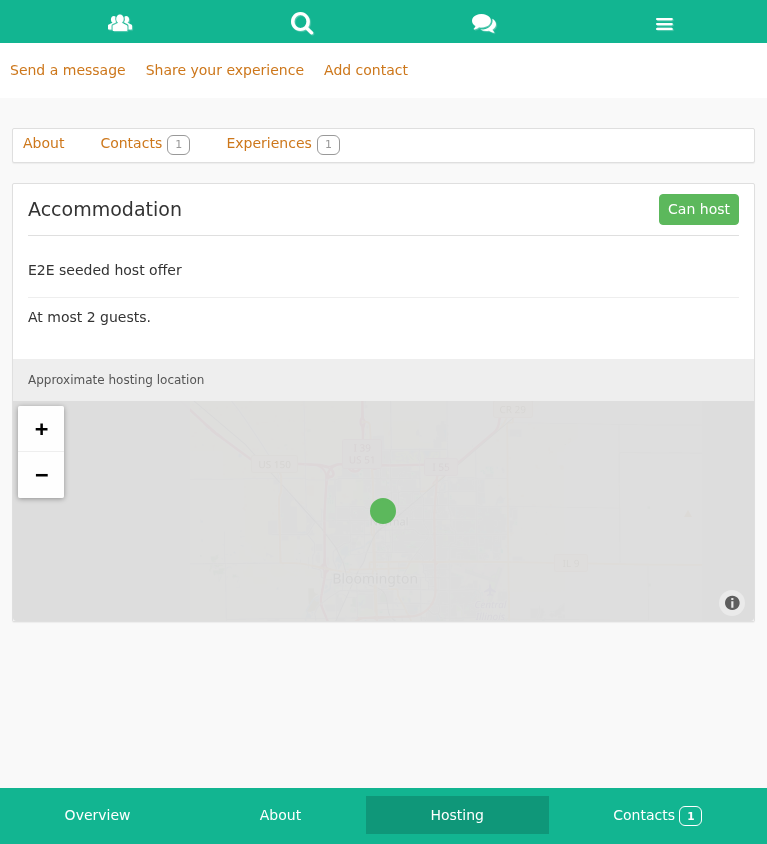 Send a message Share your experience Add contact
About Contacts 1 Experiences 1
Accommodation Can host
E2E seeded host offer
At most 2 guests.
Approximate hosting location
+
−
Bloomington
Overview About Hosting Contacts 1